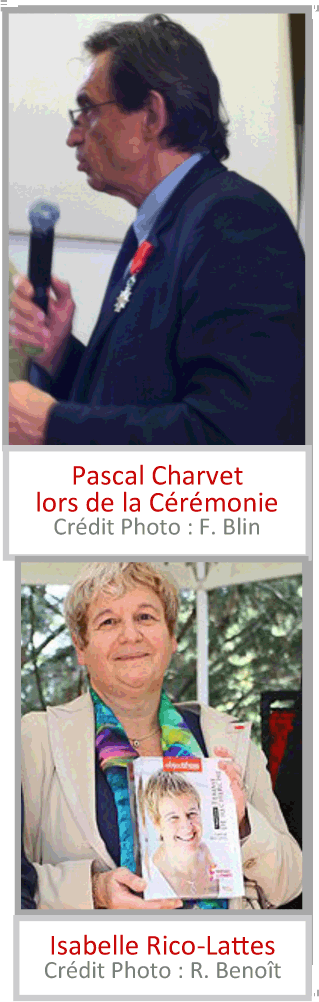 Pascal Charvet
lors de la Cérémonie
Crédit Photo : F. Blin
Isabelle Rico-Lattes
Crédit Photo : R. Benoît